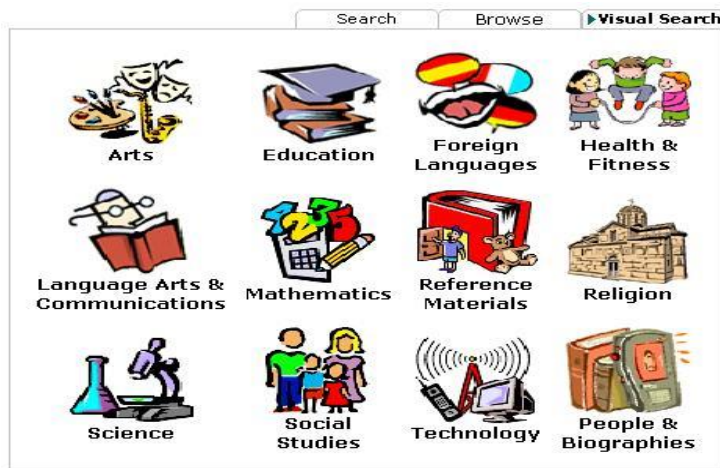 Search Browse Visual Search
Arts Education Foreign Languages Health & Fitness
Language Arts & Communications Mathematics Reference Materials Religion
Science Social Studies Technology People & Biographies